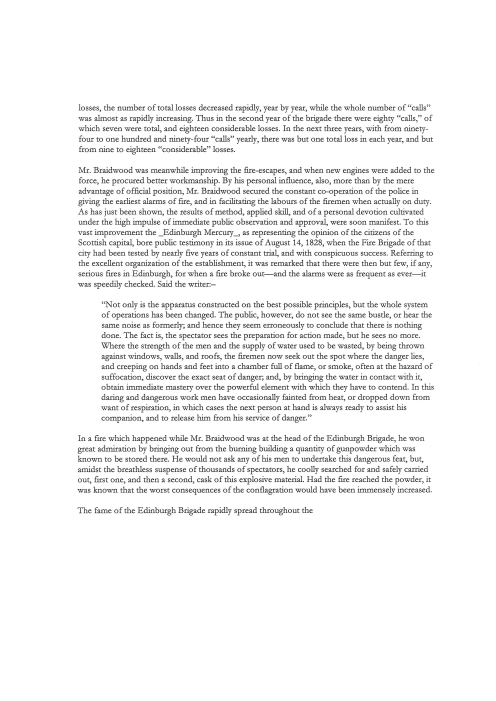 losses, the number of total losses decreased rapidly, year by year, while the whole number of “calls”
was almost as rapidly increasing. Thus in the second year of the brigade there were eighty “calls,” of
which seven were total, and eighteen considerable losses. In the next three years, with from ninety-
four to one hundred and ninety-four “calls” yearly, there was but one total loss in each year, and but
from nine to eighteen “considerable” losses.

Mr. Braidwood was meanwhile improving the fire-escapes, and when new engines were added to the
force, he procured better workmanship. By his personal influence, also, more than by the mere
advantage of official position, Mr. Braidwood secured the constant co-operation of the police in
giving the earliest alarms of fire, and in facilitating the labours of the firemen when actually on duty.
As has just been shown, the results of method, applied skill, and of a personal devotion cultivated
under the high impulse of immediate public observation and approval, were soon manifest. To this
vast improvement the _Edinburgh Mercury_, as representing the opinion of the citizens of the
Scottish capital, bore public testimony in its issue of August 14, 1828, when the Fire Brigade of that
city had been tested by nearly five years of constant trial, and with conspicuous success. Referring to
the excellent organization of the establishment, it was remarked that there were then but few, if any,
serious fires in Edinburgh, for when a fire broke out—and the alarms were as frequent as ever—it
was speedily checked. Said the writer:–

“Not only is the apparatus constructed on the best possible principles, but the whole system
of operations has been changed. The public, however, do not see the same bustle, or hear the
same noise as formerly; and hence they seem erroneously to conclude that there is nothing
done. The fact is, the spectator sees the preparation for action made, but he sees no more.
Where the strength of the men and the supply of water used to be wasted, by being thrown
against windows, walls, and roofs, the firemen now seek out the spot where the danger lies,
and creeping on hands and feet into a chamber full of flame, or smoke, often at the hazard of
suffocation, discover the exact seat of danger; and, by bringing the water in contact with it,
obtain immediate mastery over the powerful element with which they have to contend. In this
daring and dangerous work men have occasionally fainted from heat, or dropped down from
want of respiration, in which cases the next person at hand is always ready to assist his
companion, and to release him from his service of danger.”

In a fire which happened while Mr. Braidwood was at the head of the Edinburgh Brigade, he won
great admiration by bringing out from the burning building a quantity of gunpowder which was
known to be stored there. He would not ask any of his men to undertake this dangerous feat, but,
amidst the breathless suspense of thousands of spectators, he coolly searched for and safely carried
out, first one, and then a second, cask of this explosive material. Had the fire reached the powder, it
was known that the worst consequences of the conflagration would have been immensely increased.

The fame of the Edinburgh Brigade rapidly spread throughout the